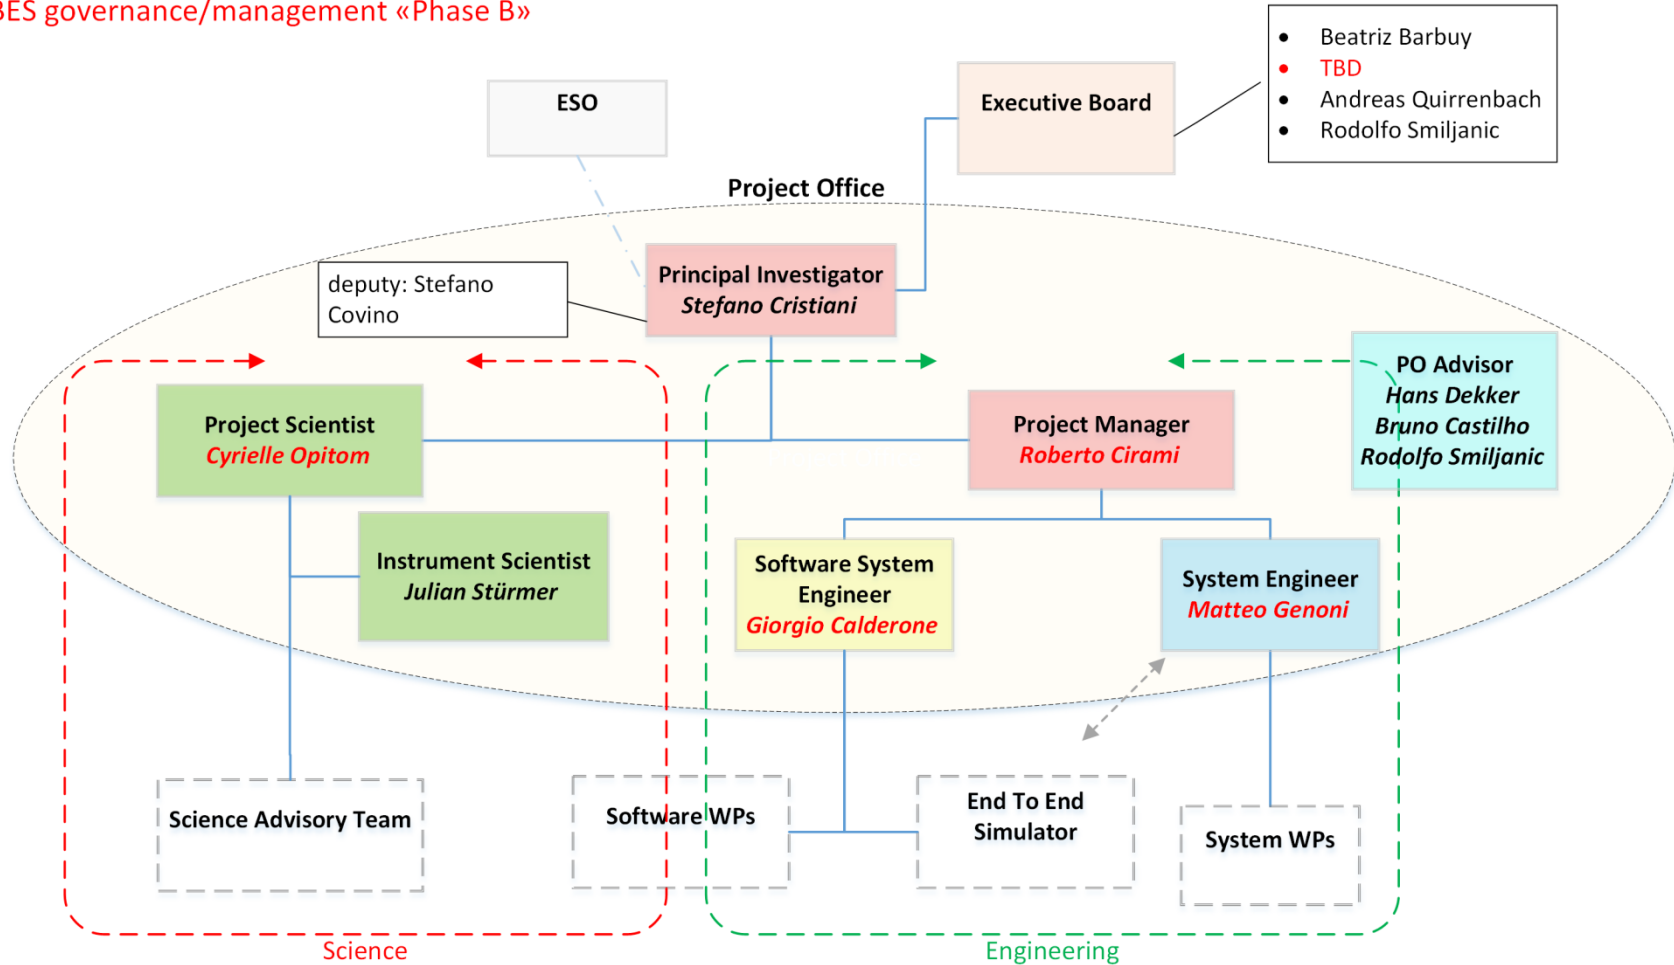 BES governance/management «Phase B»
Beatriz Barbuy
TBD
Andreas Quirrenbach
Rodolfo Smiljanic
ESO
Executive Board
Project Office
Principal Investigator
Stefano Cristiani
deputy: Stefano
Covino
PO Advisor
Hans Dekker
Bruno Castilho
Rodolfo Smiljanic
Project Scientist
Cyrielle Opitom
Project Manager
Roberto Cirami
Instrument Scientist
Julian Stürmer
Software System
Engineer
Giorgio Calderone
System Engineer
Matteo Genoni
Science Advisory Team
Software WPs
End To End
Simulator
System WPs
Science
Engineering